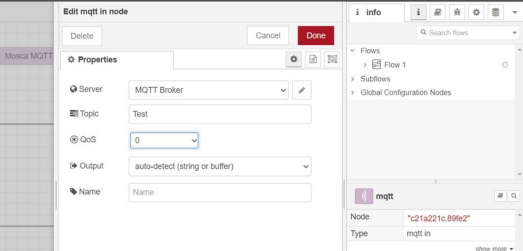 Edit mqtt in node
Delete
Cancel
Done
Properties
Server
MQTT Broker
Topic
Test
QoS
0
Output
auto-detect (string or buffer)
Name
Name
Mosca MQTT
info
i
Search flows
Flows
Flow 1
Subflows
Global Configuration Nodes
mqtt
Node
"c21a221c.89fe2"
Type
mqtt in
show more